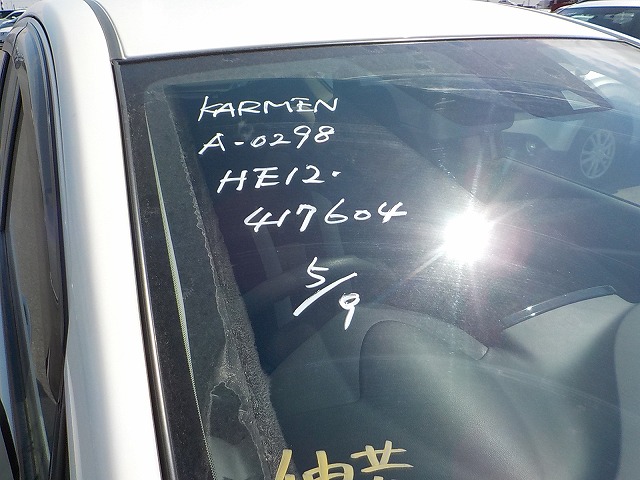 KARMEN
A-0298
HE12.
417604
5/9